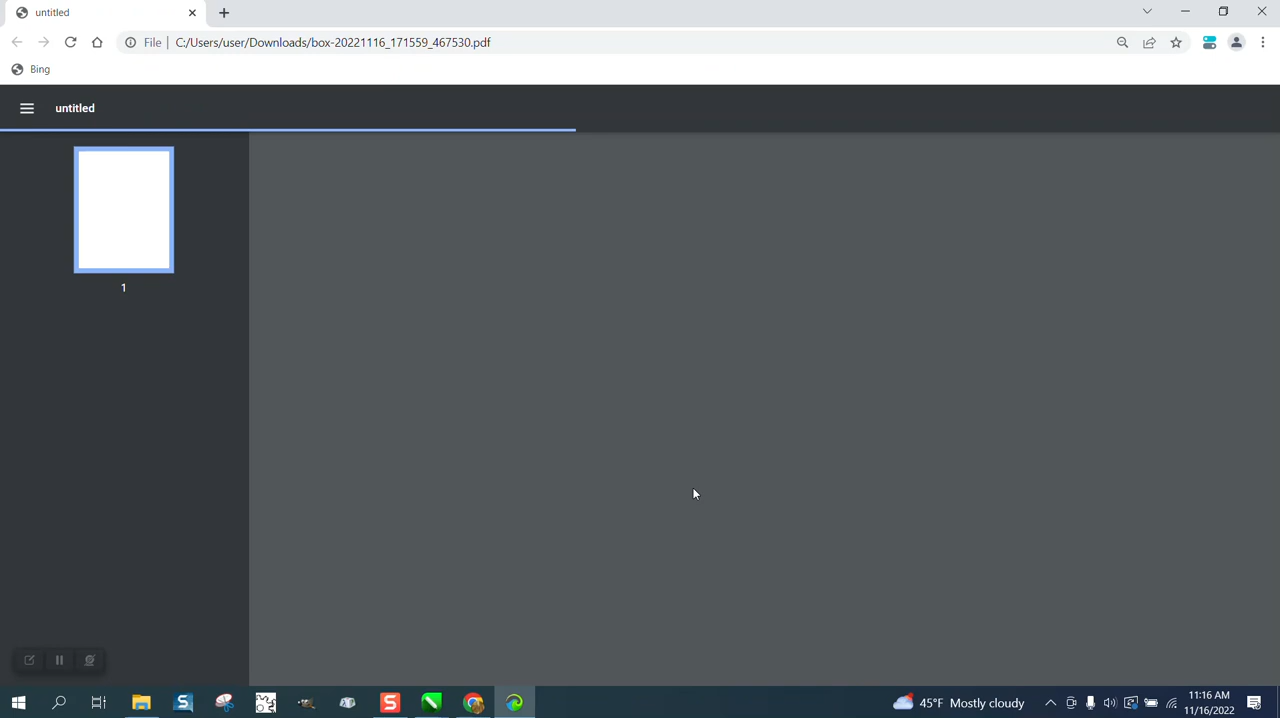 untitled
File
C:/Users/user/Downloads/box-20221116_171559_467530.pdf
Bing
untitled
1
S
S
45°F Mostly cloudy
11:16 AM
11/16/2022